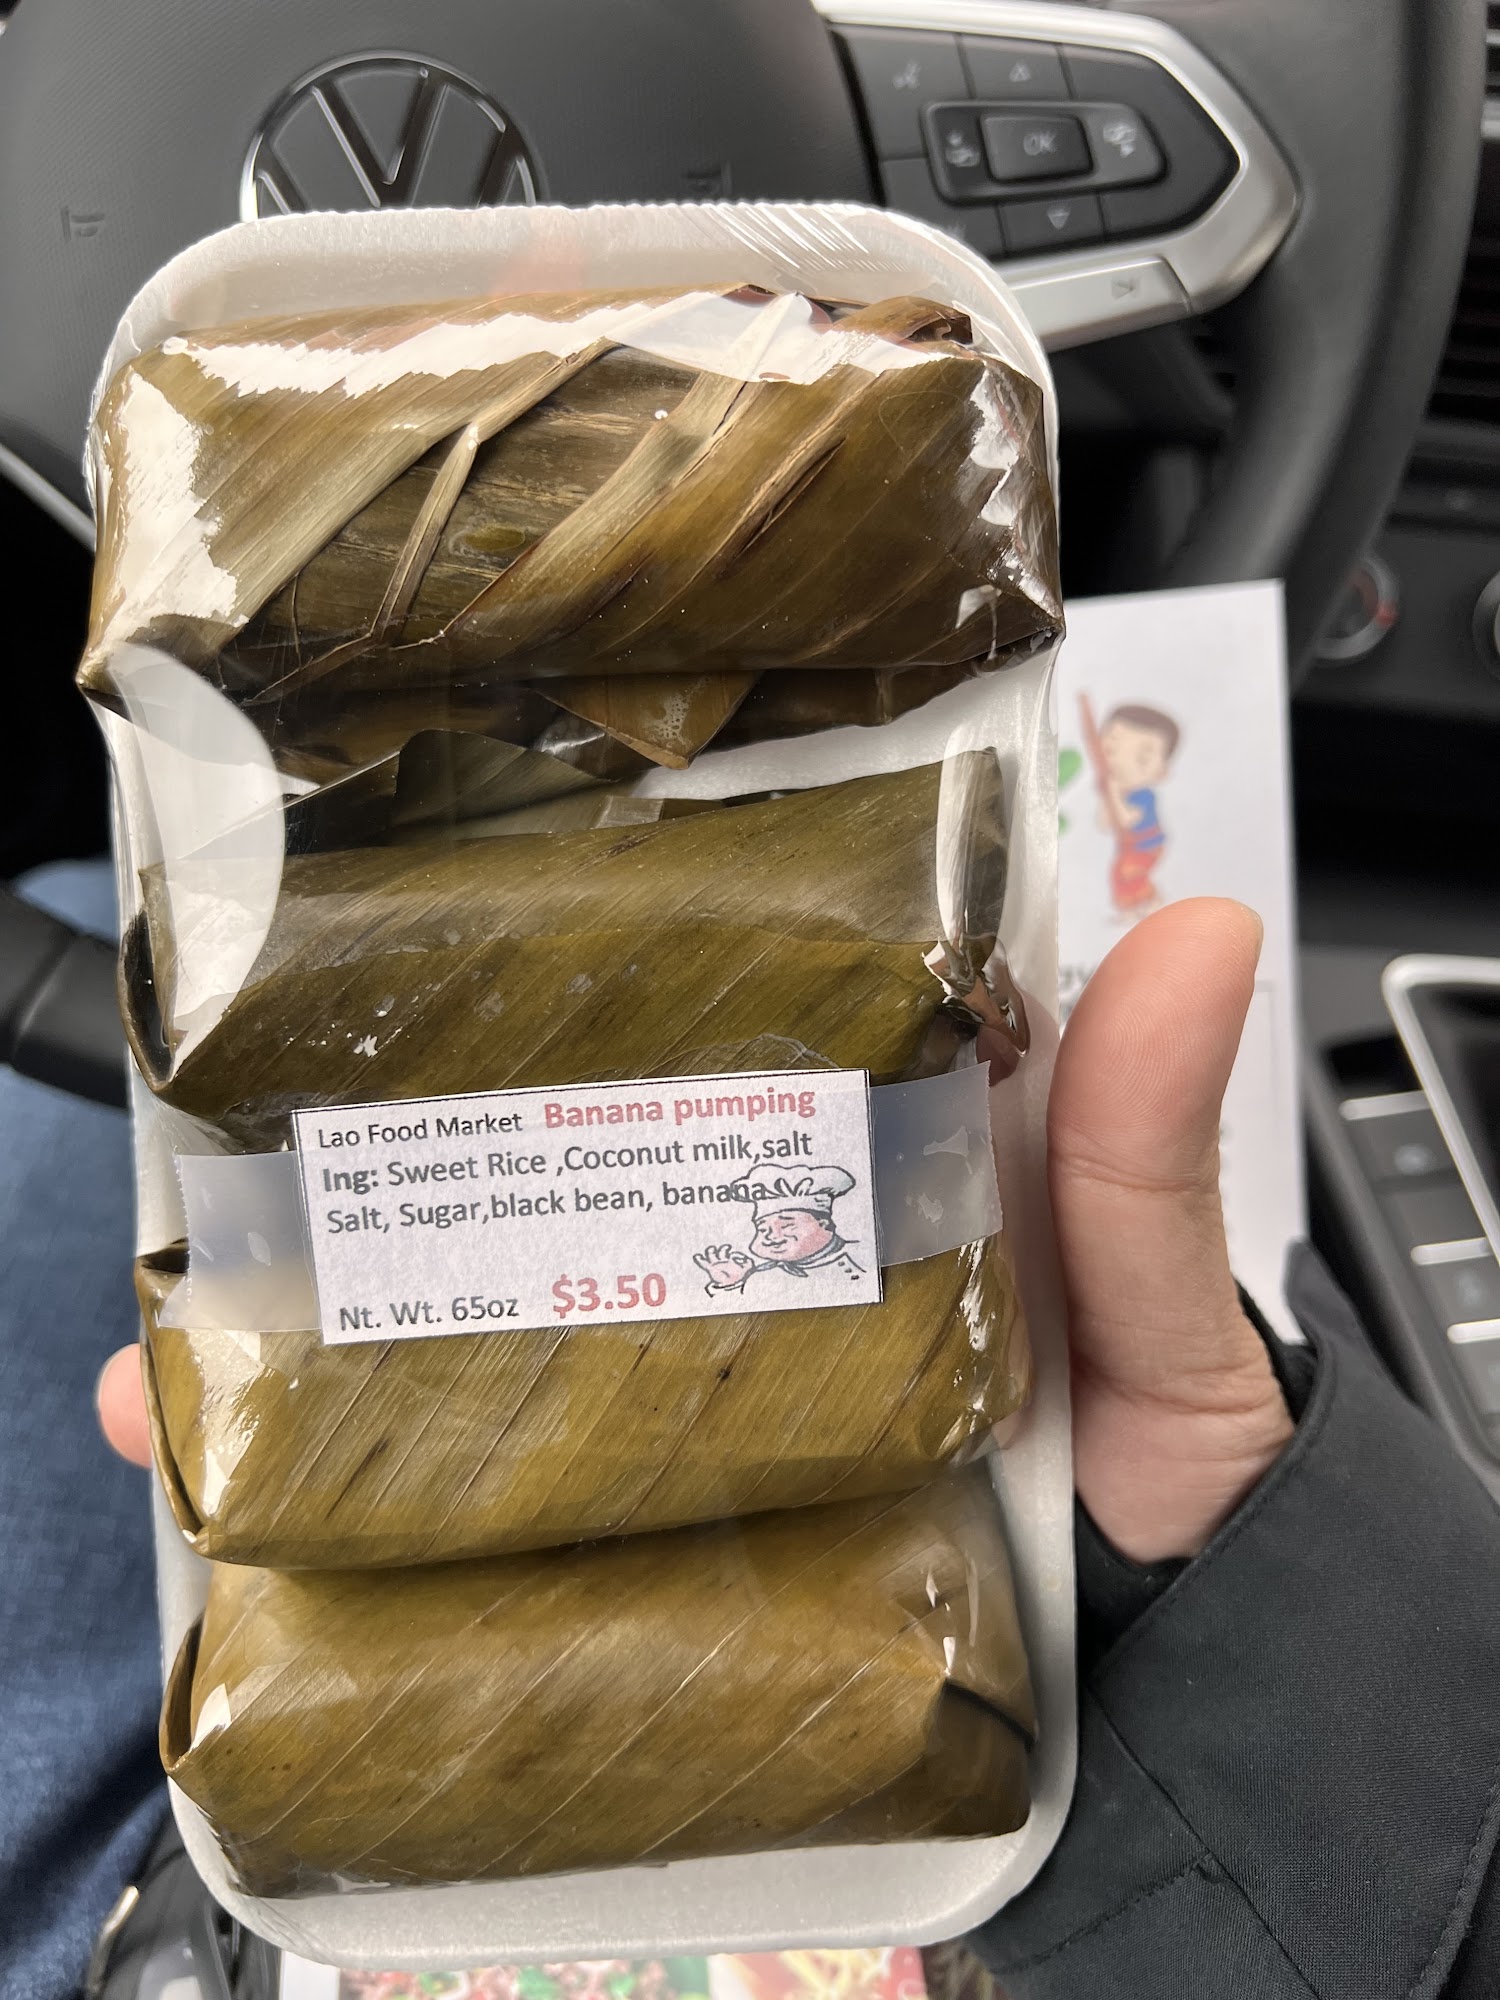 OK
Lao Food Market Banana pumping
Ing: Sweet Rice ,Coconut milk,salt
Salt, Sugar,black bean, banana
Nt. Wt. 65oz $3.50